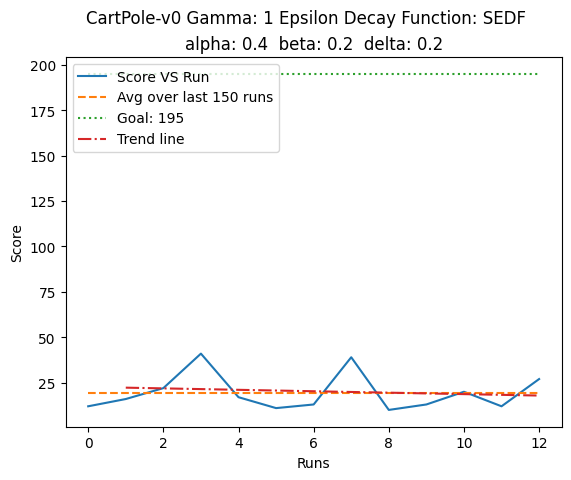 CartPole-v0 Gamma: 1 Epsilon Decay Function: SEDF
alpha: 0.4  beta: 0.2  delta: 0.2
Score VS Run
Avg over last 150 runs
Goal: 195
Trend line
200
175
150
125
100
75
50
25
Score
0 2 4 6 8 10 12
Runs